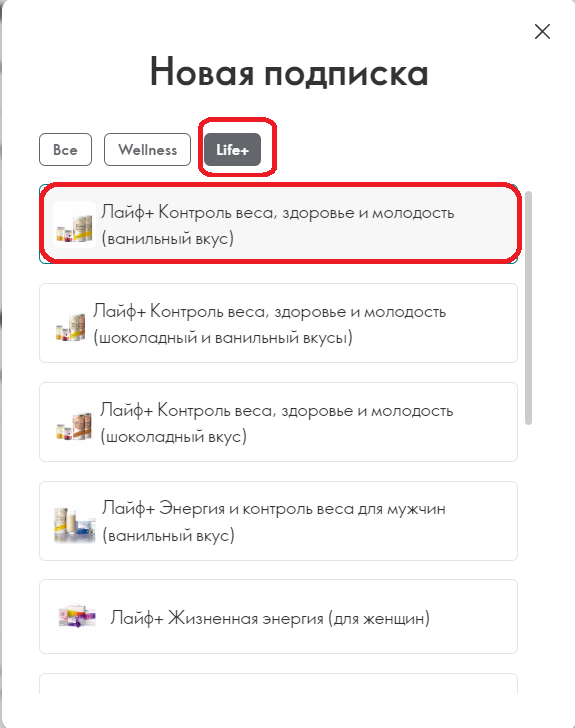 Новая подписка
Все Wellness Life+
Лайф+ Контроль веса, здоровье и молодость
(ванильный вкус)
Лайф+ Контроль веса, здоровье и молодость
(шоколадный и ванильный вкусы)
Лайф+ Контроль веса, здоровье и молодость
(шоколадный вкус)
Лайф+ Энергия и контроль веса для мужчин
(ванильный вкус)
Лайф+ Жизненная энергия (для женщин)